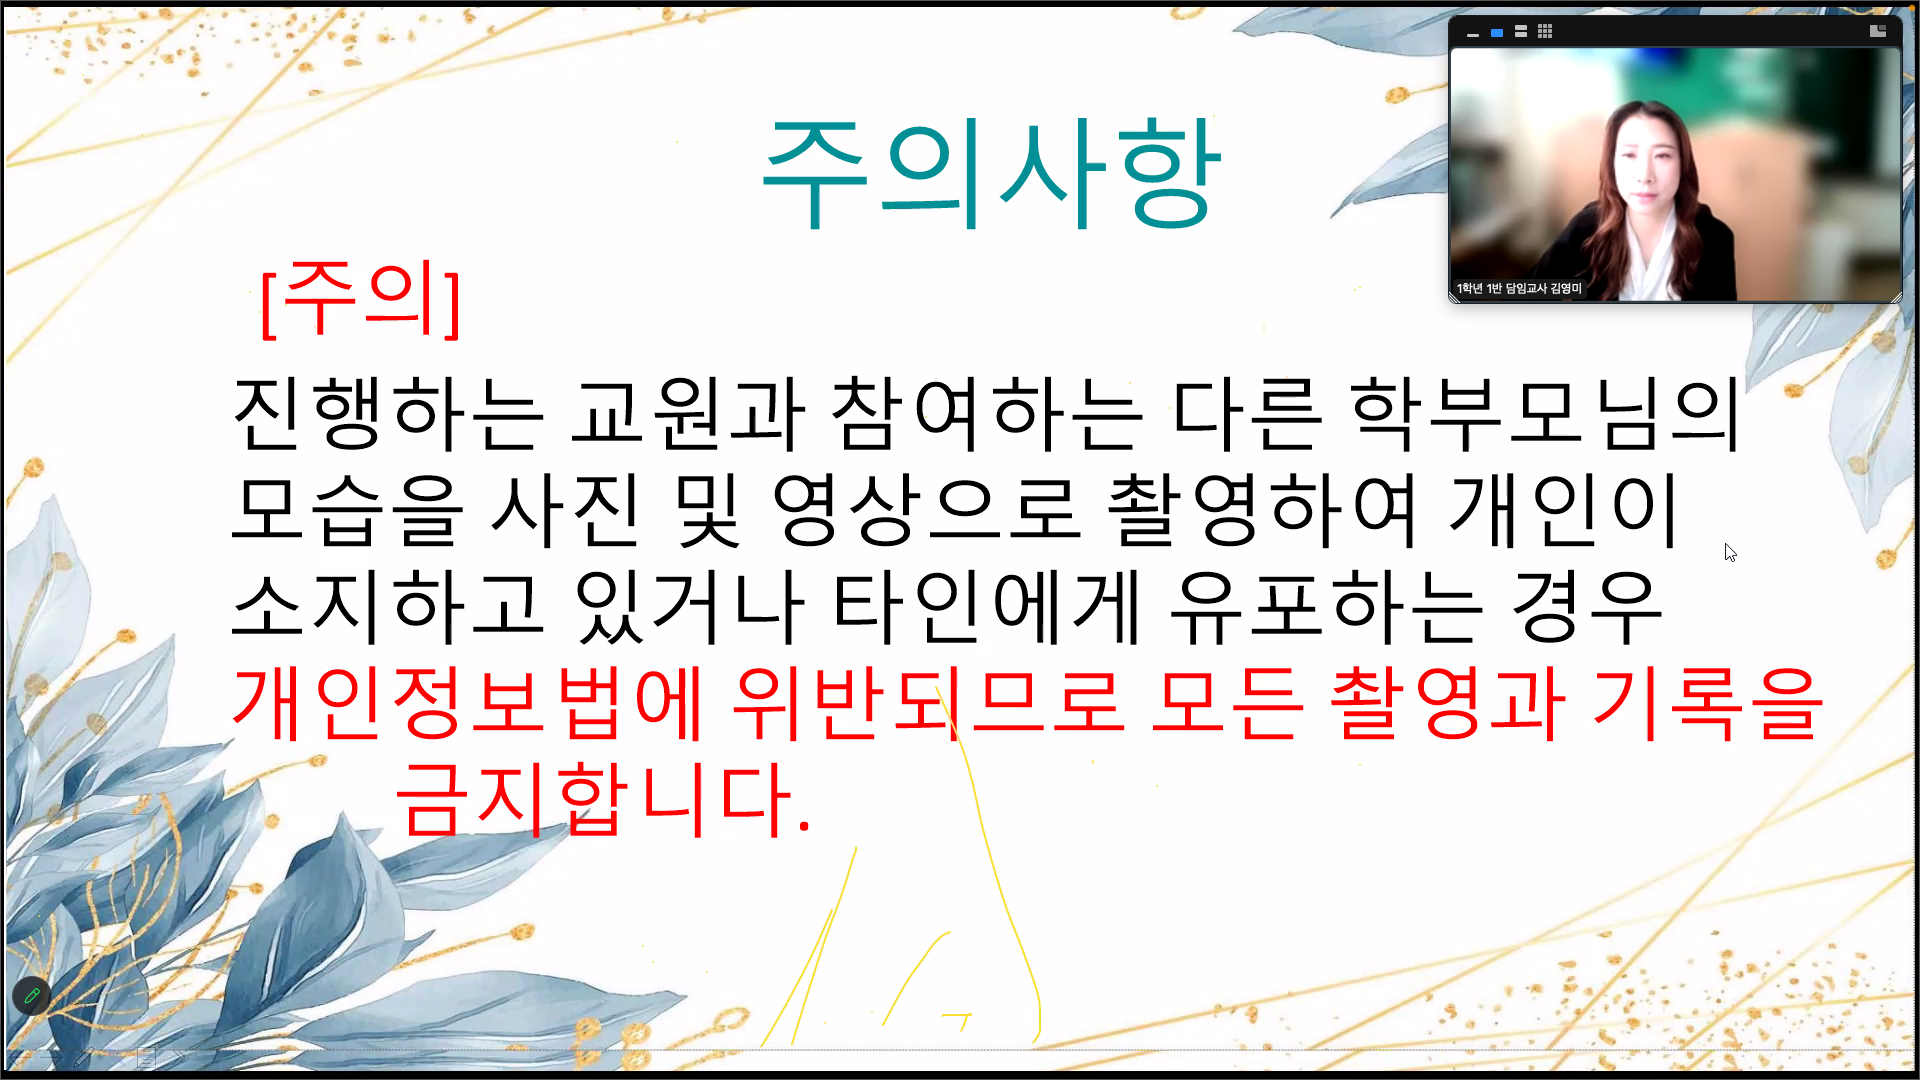 주의사항
[주의]
진행하는 교원과 참여하는 다른 학부모님의
모습을 사진 및 영상으로 촬영하여 개인이
소지하고 있거나 타인에게 유포하는 경우
개인정보법에 위반되므로 모든 촬영과 기록을
금지합니다.
1학년 1반 담임교사 김영미